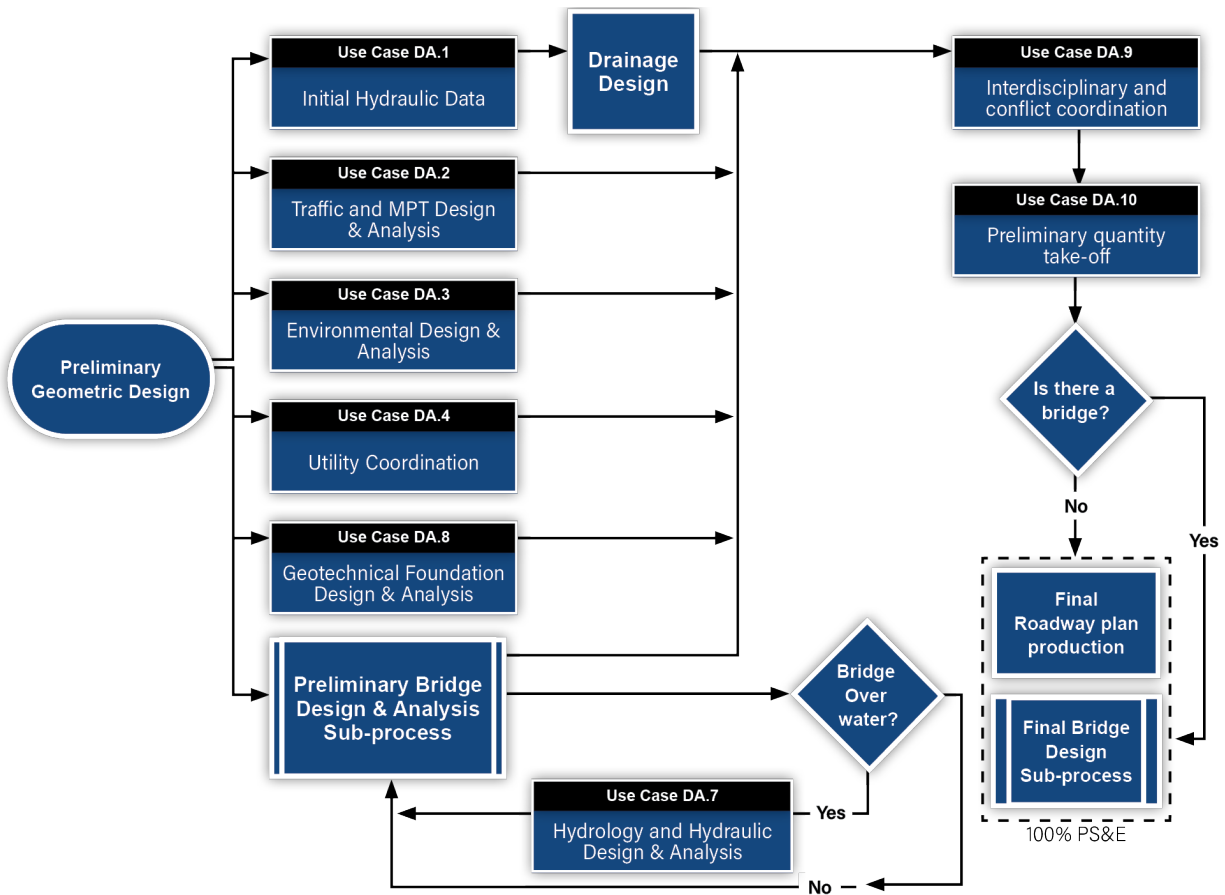 Use Case DA.1
Initial Hydraulic Data
Drainage
Design
Use Case DA.9
Interdisciplinary and
conflict coordination
Use Case DA.2
Traffic and MPT Design
& Analysis
Use Case DA.10
Preliminary quantity
take-off
Use Case DA.3
Environmental Design &
Analysis
Preliminary
Geometric Design
Is there a
bridge?
Use Case DA.4
Utility Coordination
No
Yes
Use Case DA.8
Geotechnical Foundation
Design & Analysis
Final
Roadway plan
production
Preliminary Bridge
Design & Analysis
Sub-process
Bridge
Over
water?
Final Bridge
Design
Sub-process
100% PS&E
Use Case DA.7
Hydrology and Hydraulic
Design & Analysis
Yes
No